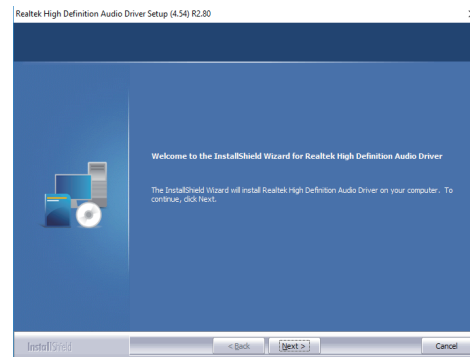 Realtek High Definition Audio Driver Setup (4.54) R2.80
Welcome to the InstallShield Wizard for Realtek High Definition Audio Driver
The InstallShield Wizard will install Realtek High Definition Audio Driver on your computer. To
continue, click Next.
InstallShield
< Back
Next >
Cancel